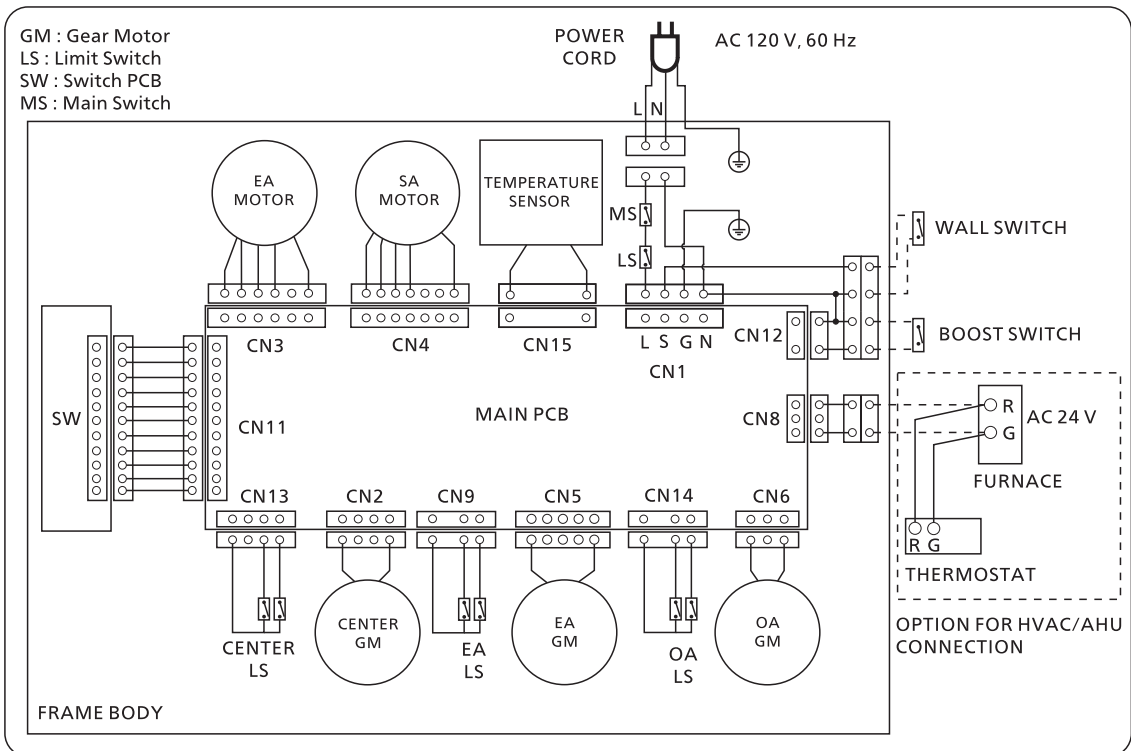 GM : Gear Motor
LS : Limit Switch
SW : Switch PCB
MS : Main Switch
POWER
CORD
AC 120 V, 60 Hz
L N
EA
MOTOR
SA
MOTOR
TEMPERATURE
SENSOR
MS
LS
WALL SWITCH
BOOST SWITCH
CN3
CN4
CN15
L S G N
CN1
CN12
SW
CN11
MAIN PCB
CN8
R
G
AC 24 V
FURNACE
R G
THERMOSTAT
CN13
CN2
CN9
CN5
CN14
CN6
CENTER
LS
CENTER
GM
EA
LS
EA
GM
OA
LS
OA
GM
OPTION FOR HVAC/AHU
CONNECTION
FRAME BODY